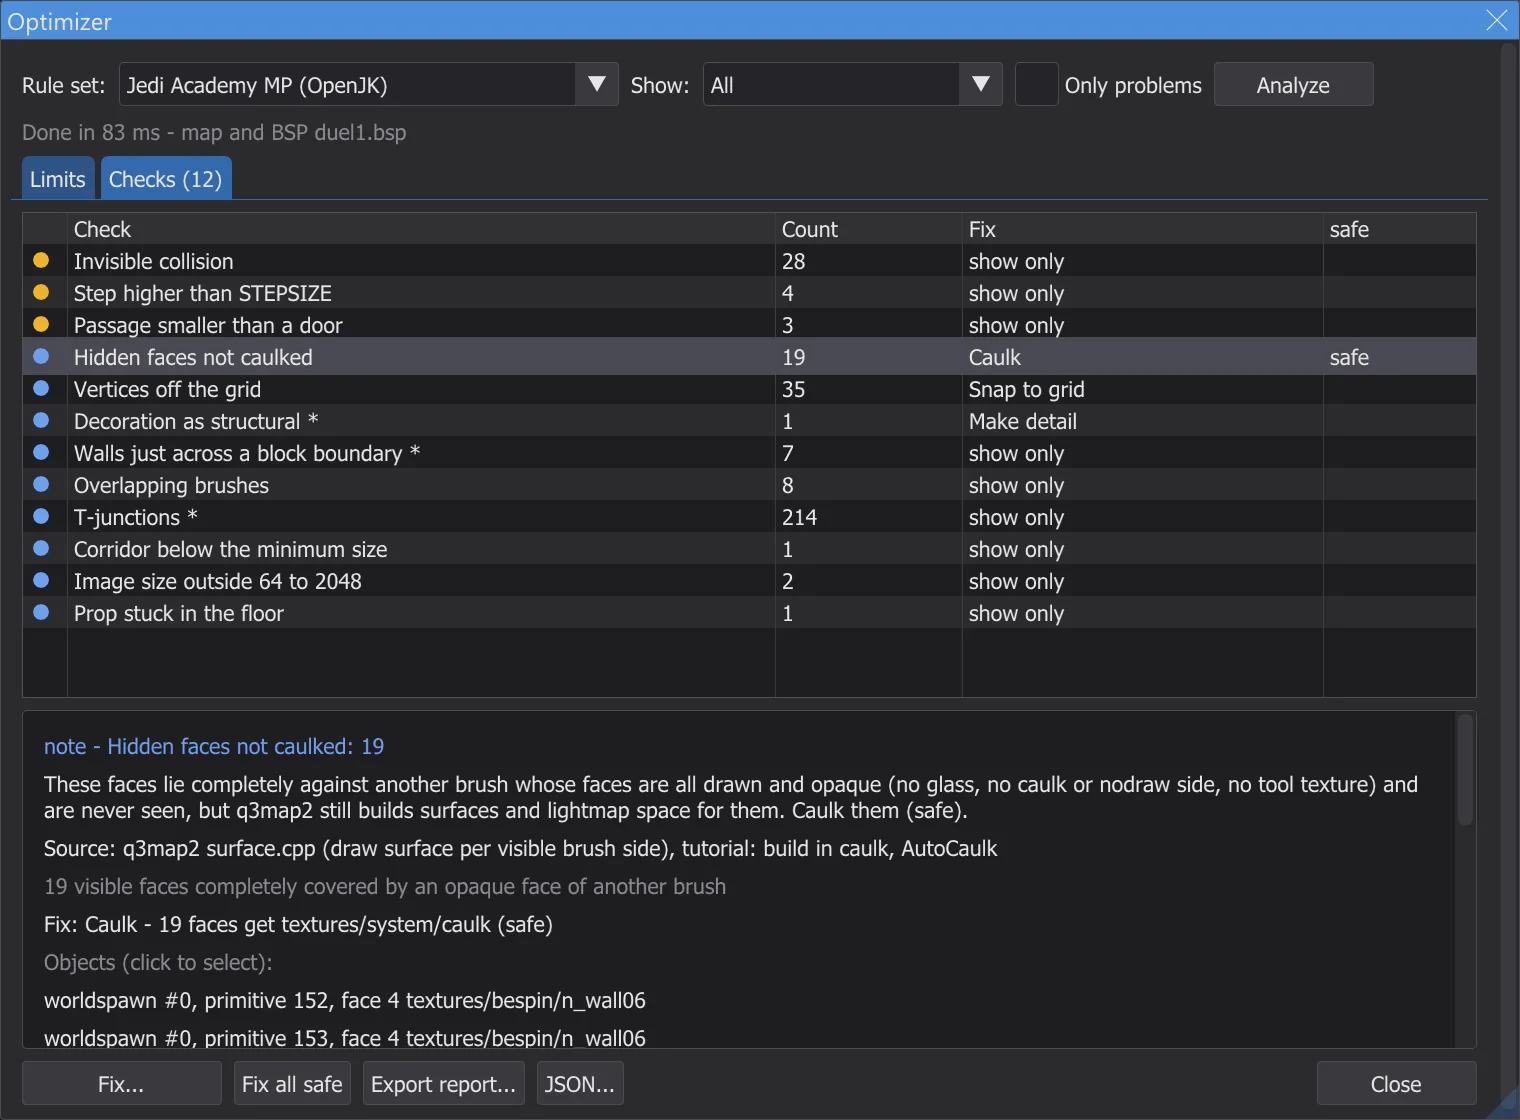 Optimizer
Rule set: Jedi Academy MP (OpenJK) Show: All Only problems Analyze
Done in 83 ms - map and BSP duel1.bsp
Limits Checks (12)
Check Count Fix safe
Invisible collision 28 show only
Step higher than STEPSIZE 4 show only
Passage smaller than a door 3 show only
Hidden faces not caulked 19 Caulk safe
Vertices off the grid 35 Snap to grid
Decoration as structural * 1 Make detail
Walls just across a block boundary * 7 show only
Overlapping brushes 8 show only
T-junctions * 214 show only
Corridor below the minimum size 1 show only
Image size outside 64 to 2048 2 show only
Prop stuck in the floor 1 show only
note - Hidden faces not caulked: 19
These faces lie completely against another brush whose faces are all drawn and opaque (no glass, no caulk or nodraw side, no tool texture) and
are never seen, but q3map2 still builds surfaces and lightmap space for them. Caulk them (safe).
Source: q3map2 surface.cpp (draw surface per visible brush side), tutorial: build in caulk, AutoCaulk
19 visible faces completely covered by an opaque face of another brush
Fix: Caulk - 19 faces get textures/system/caulk (safe)
Objects (click to select):
worldspawn #0, primitive 152, face 4 textures/bespin/n_wall06
worldspawn #0, primitive 153, face 4 textures/bespin/n_wall06
Fix... Fix all safe Export report... JSON... Close